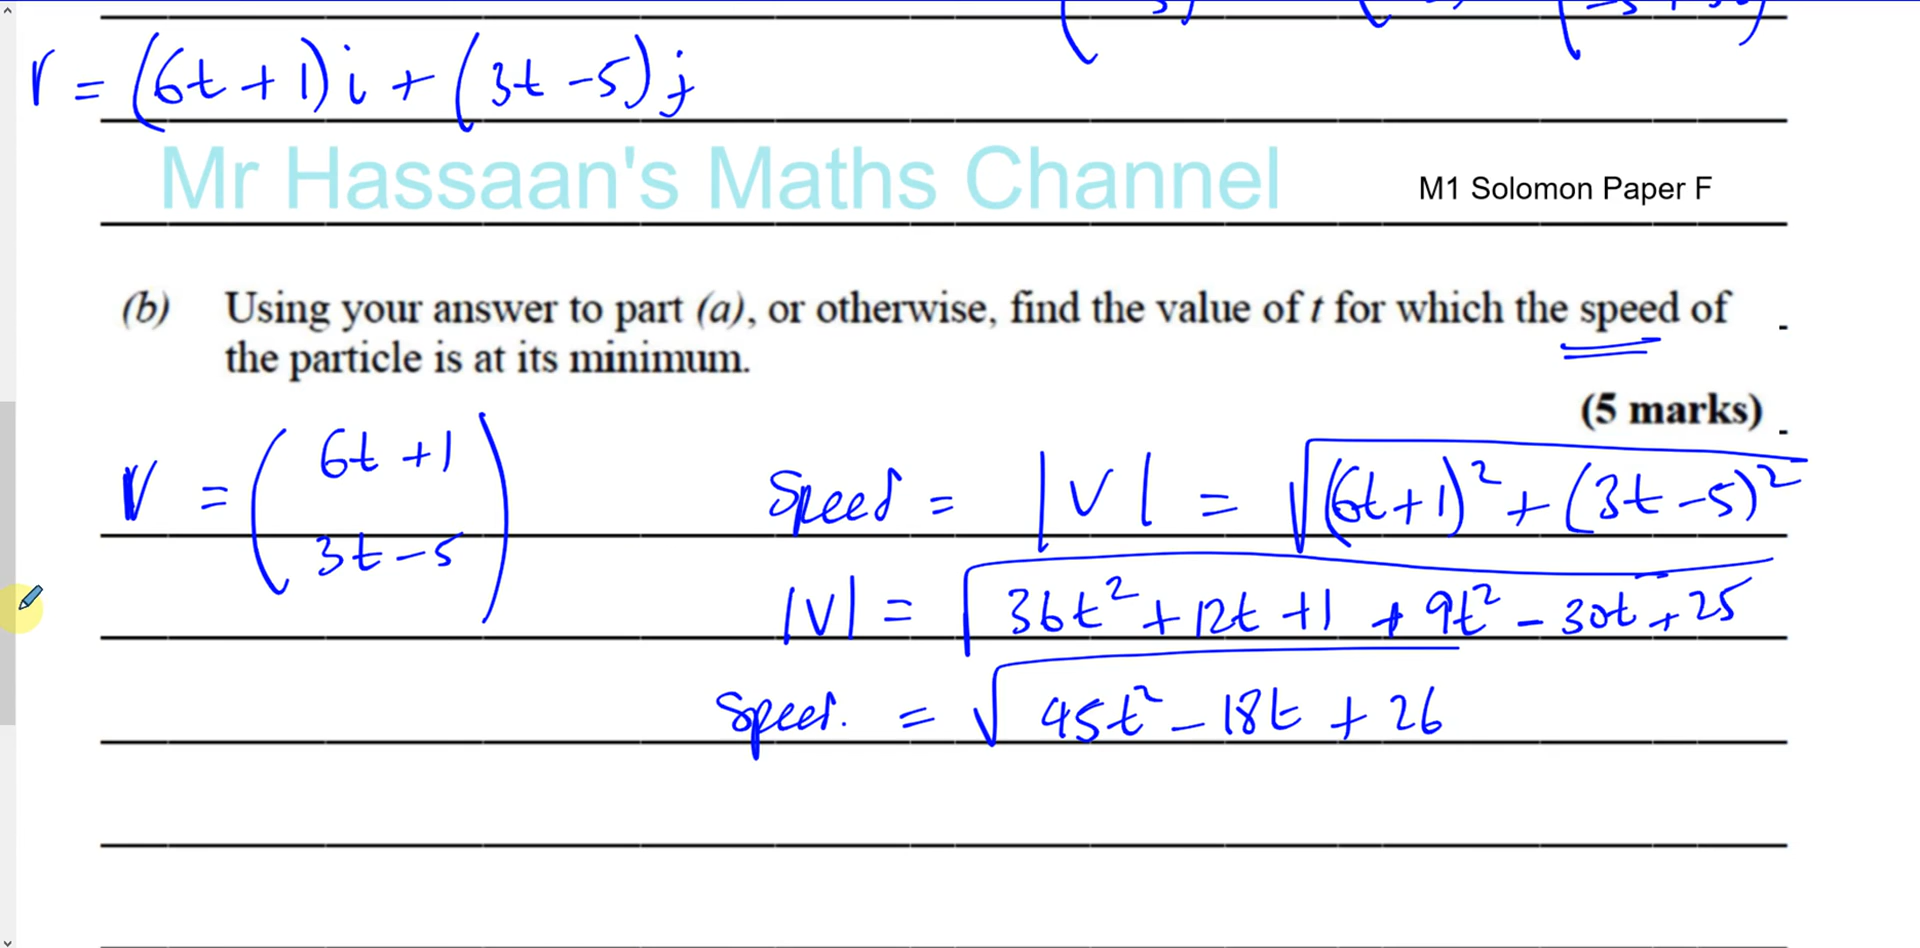 r = (6t + 1) i + (3t - 5) j
Mr Hassaan's Maths Channel
M1 Solomon Paper F
(b) Using your answer to part (a), or otherwise, find the value of t for which the speed of
the particle is at its minimum.
(5 marks)
V = ( 6t + 1
3t - 5 )
Speed = |V| = √((6t+1)² + (3t - 5)²)
|V| = √(36t² + 12t + 1 + 9t² - 30t + 25)
Speed. = √(45t² - 18t + 26)